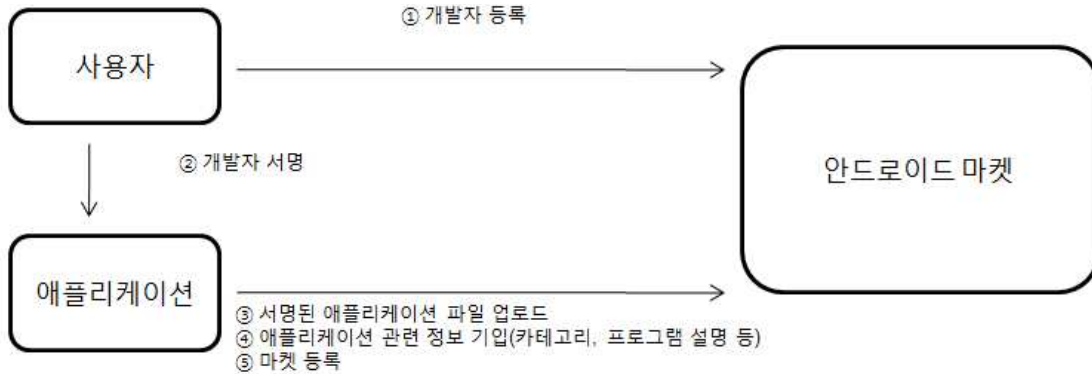 ① 개발자 등록
사용자
② 개발자 서명
안드로이드 마켓
애플리케이션
③ 서명된 애플리케이션 파일 업로드
④ 애플리케이션 관련 정보 기입(카테고리, 프로그램 설명 등)
⑤ 마켓 등록